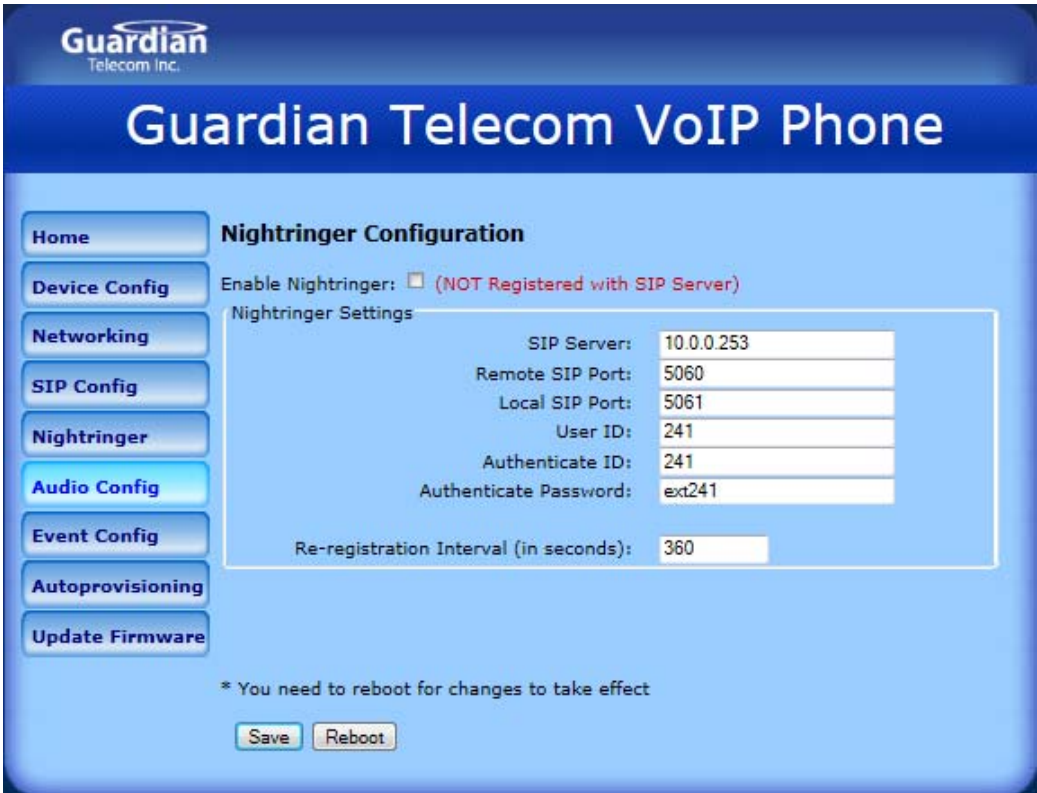 Guardian
Telecom Inc.
Guardian Telecom VoIP Phone
Home
Device Config
Networking
SIP Config
Nightringer
Audio Config
Event Config
Autoprovisioning
Update Firmware
Nightringer Configuration
Enable Nightringer: (NOT Registered with SIP Server)
Nightringer Settings
SIP Server: 10.0.0.253
Remote SIP Port: 5060
Local SIP Port: 5061
User ID: 241
Authenticate ID: 241
Authenticate Password: ext241
Re-registration Interval (in seconds): 360
* You need to reboot for changes to take effect
Save Reboot